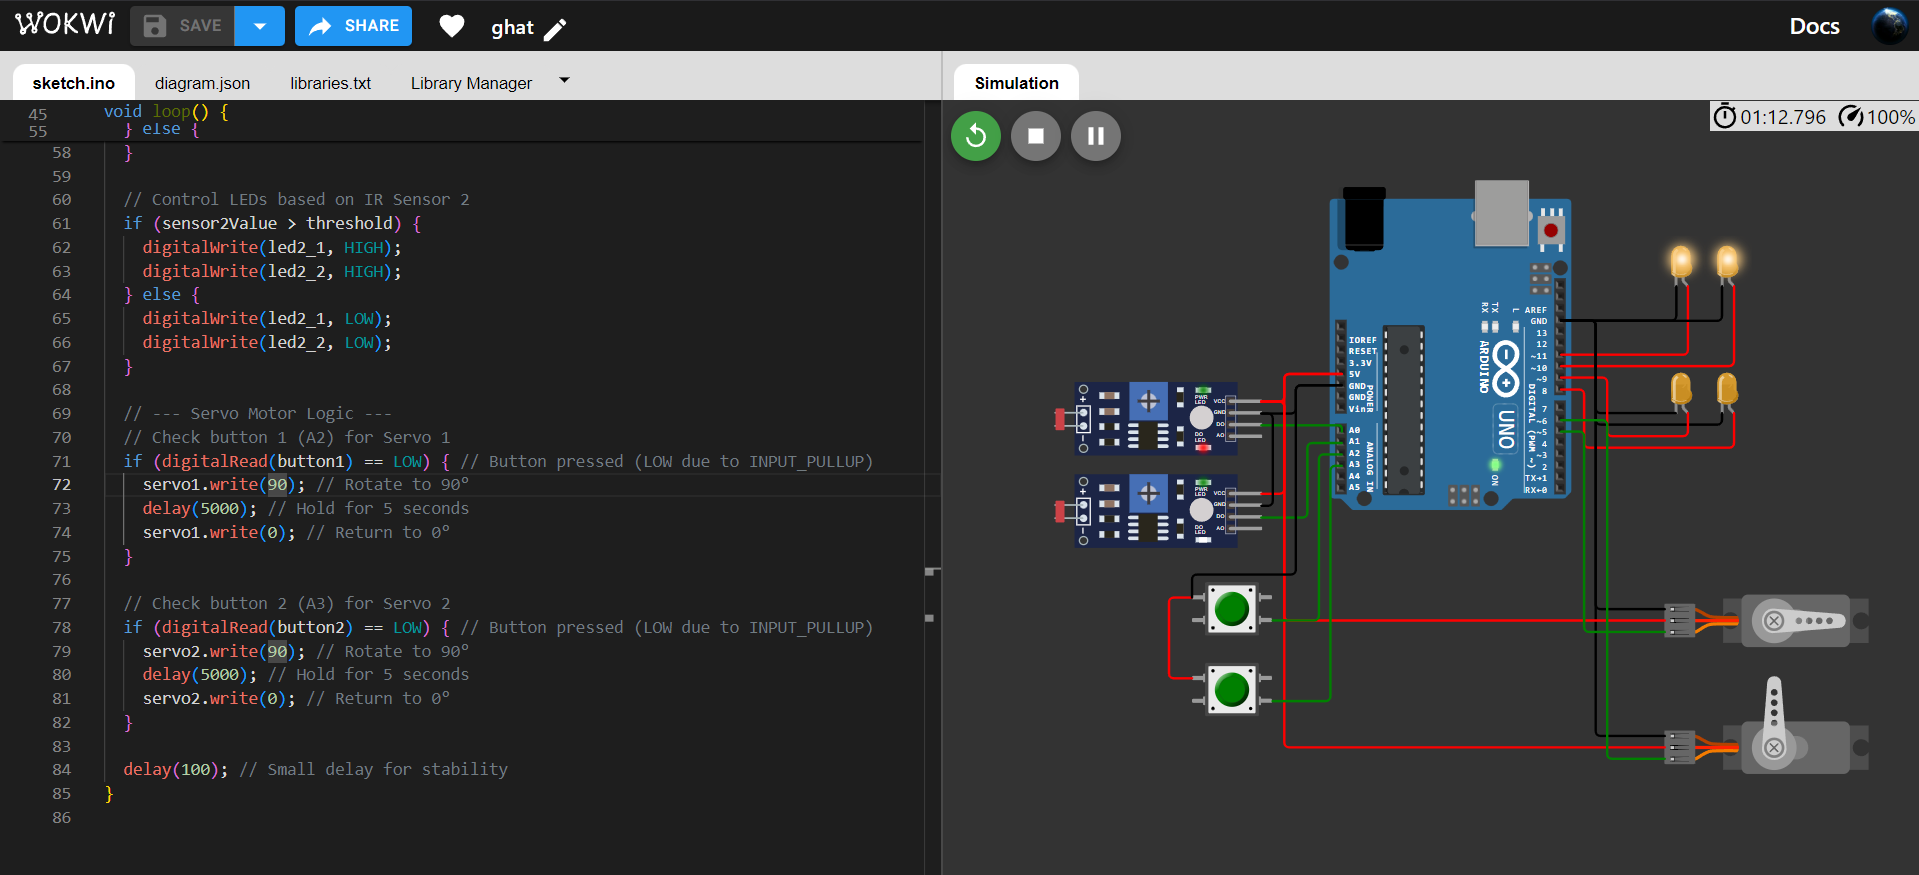 WOKWi SAVE SHARE ghat Docs
sketch.ino diagram.json libraries.txt Library Manager
Simulation
01:12.796 100%
45 void loop() {
55 } else {
58 }
59
60 // Control LEDs based on IR Sensor 2
61 if (sensor2Value > threshold) {
62 digitalWrite(led2_1, HIGH);
63 digitalWrite(led2_2, HIGH);
64 } else {
65 digitalWrite(led2_1, LOW);
66 digitalWrite(led2_2, LOW);
67 }
68
69 // --- Servo Motor Logic ---
70 // Check button 1 (A2) for Servo 1
71 if (digitalRead(button1) == LOW) { // Button pressed (LOW due to INPUT_PULLUP)
72 servo1.write(90); // Rotate to 90°
73 delay(5000); // Hold for 5 seconds
74 servo1.write(0); // Return to 0°
75 }
76
77 // Check button 2 (A3) for Servo 2
78 if (digitalRead(button2) == LOW) { // Button pressed (LOW due to INPUT_PULLUP)
79 servo2.write(90); // Rotate to 90°
80 delay(5000); // Hold for 5 seconds
81 servo2.write(0); // Return to 0°
82 }
83
84 delay(100); // Small delay for stability
85 }
86
IOREF
RESET
3.3V
5V
GND
GND
Vin
POWER
A0
A1
A2
A3
A4
A5
ANALOG IN
RX
TX
L
ARDUINO
UNO
ON
AREF
GND
13
12
~11
~10
~9
8
7
~6
~5
4
~3
2
TX→1
RX←0
DIGITAL (PWM ~)
PWR
LED
DO
LED
VCC
GND
DO
AO
PWR
LED
DO
LED
VCC
GND
DO
AO